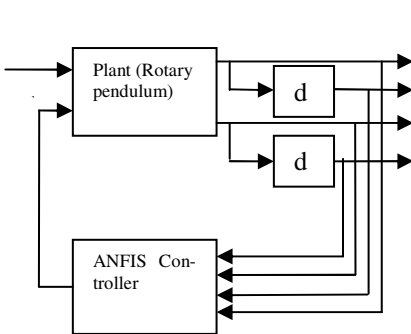 Plant (Rotary
pendulum)
d
d
ANFIS Con-
troller